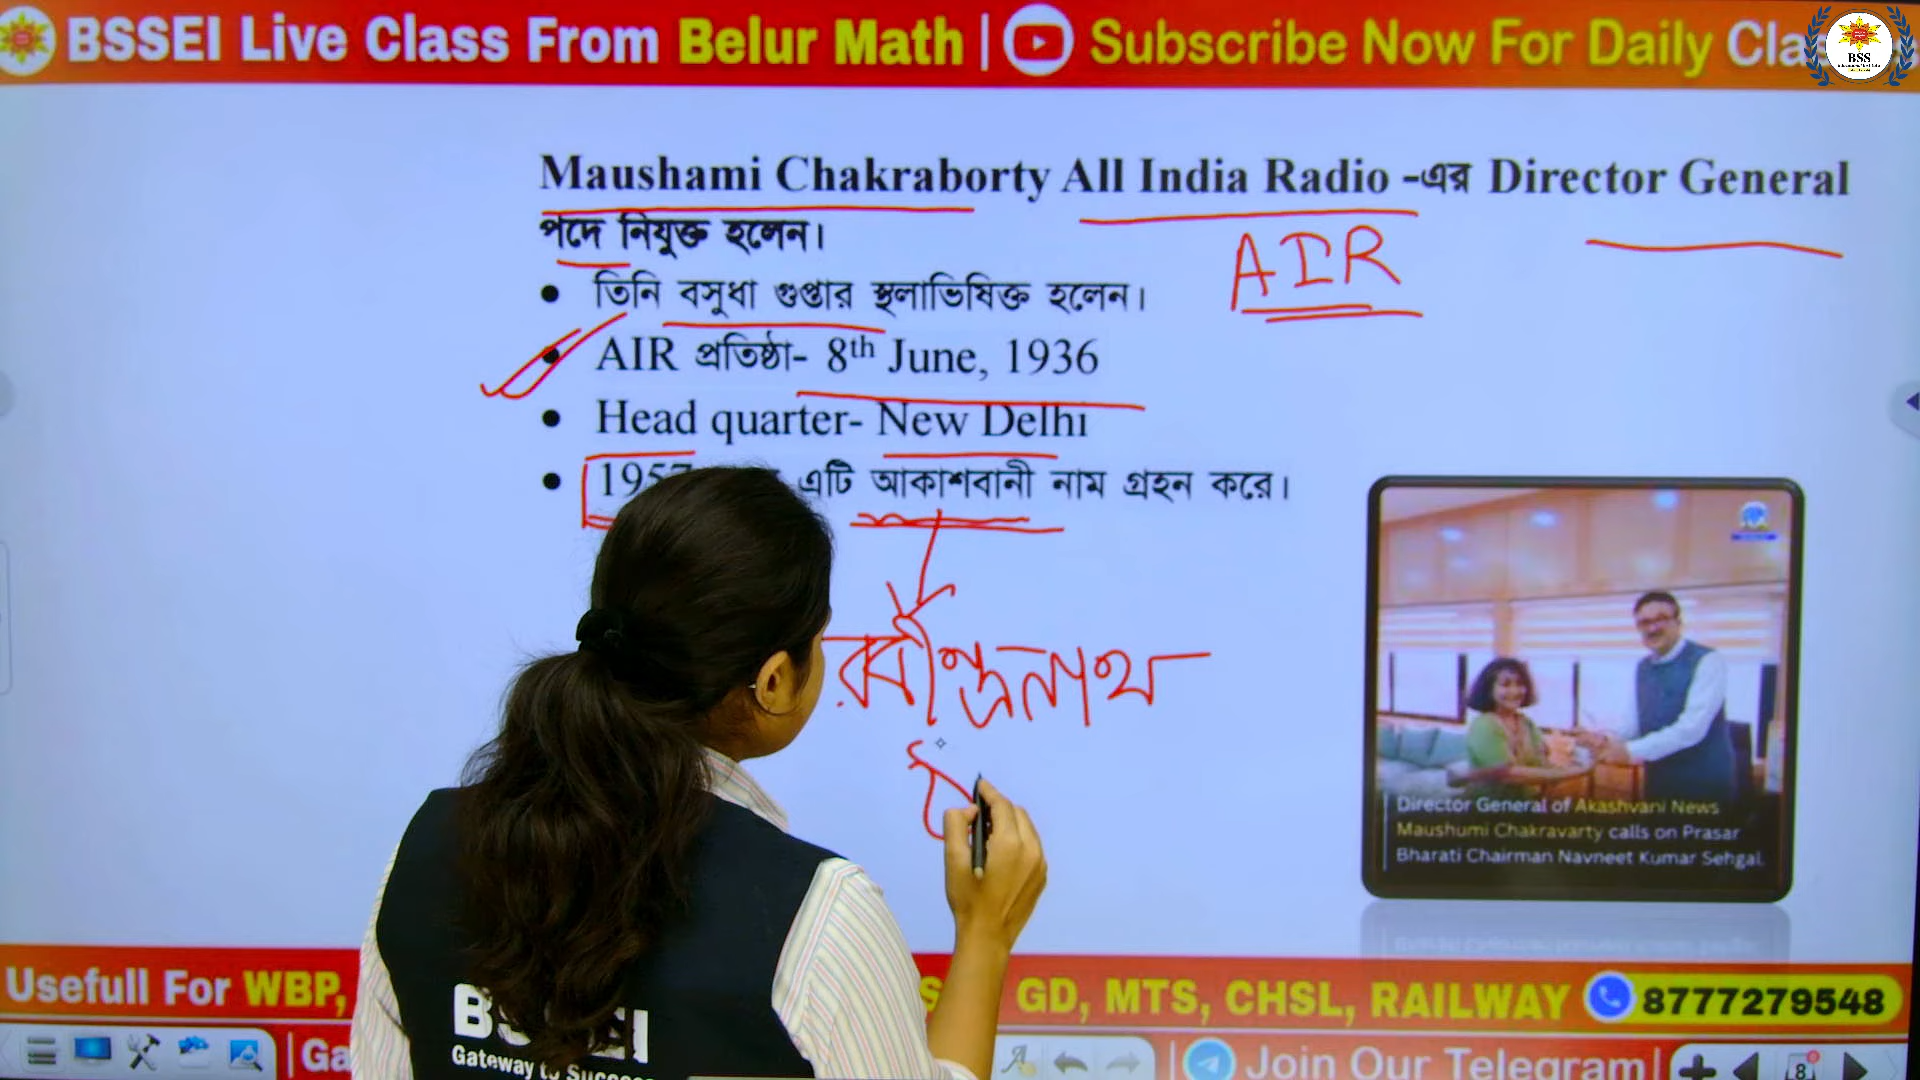 BSSEI Live Class From Belur Math | Subscribe Now For Daily Cla
BSS
Maushami Chakraborty All India Radio -এর Director General
পদে নিযুক্ত হলেন।
• তিনি বসুধা গুপ্তার স্থলাভিষিক্ত হলেন।
AIR
• AIR প্রতিষ্ঠা- 8th June, 1936
• Head quarter- New Delhi
• 1957 এটি আকাশবানী নাম গ্রহন করে।
রবীন্দ্রনাথ
ঠ
Director General of Akashvani News
Maushumi Chakravarty calls on Prasar
Bharati Chairman Navneet Kumar Sehgal.
Usefull For WBP, GD, MTS, CHSL, RAILWAY 8777279548
BSSEI
Gateway to Success
Join Our Telegram
8